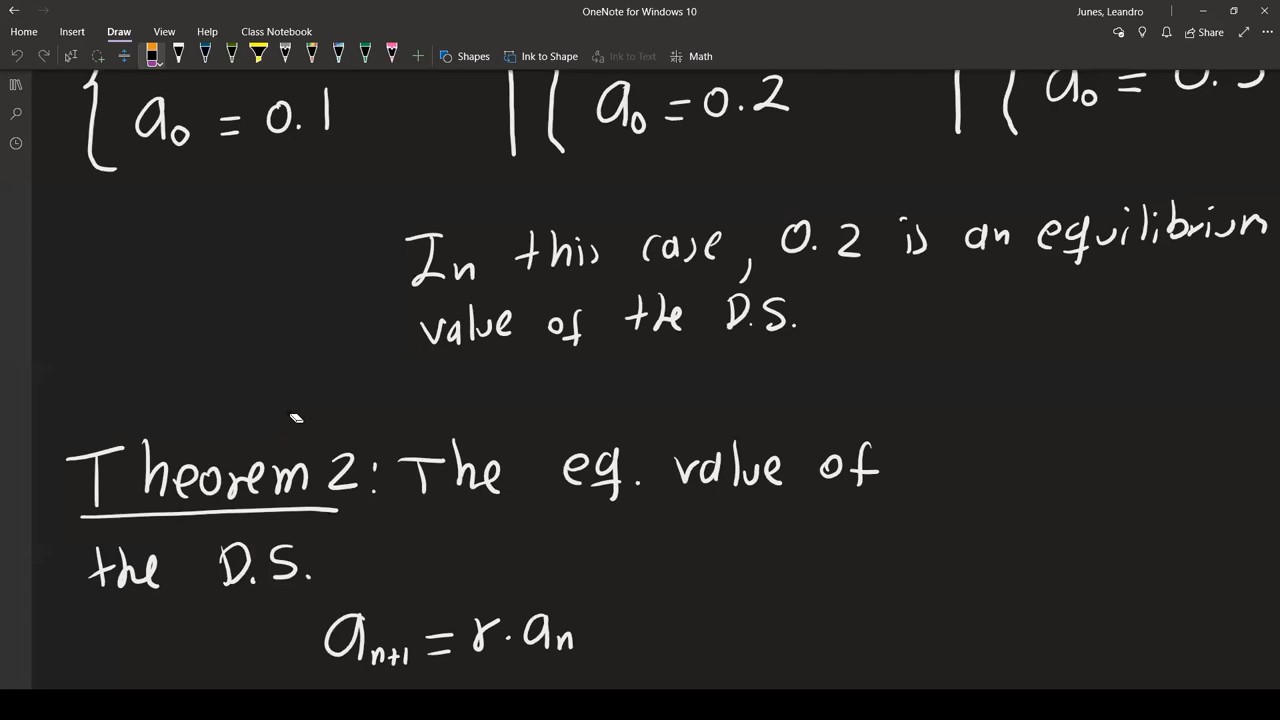 OneNote for Windows 10
Junes, Leandro
Home Insert Draw View Help Class Notebook
Share
Shapes Ink to Shape Ink to Text Math
a0 = 0.1
a0 = 0.2
a0 =
In this case, 0.2 is an equilibrium
value of the D.S.
Theorem 2: The eq. value of
the D.S.
an+1 = r. an